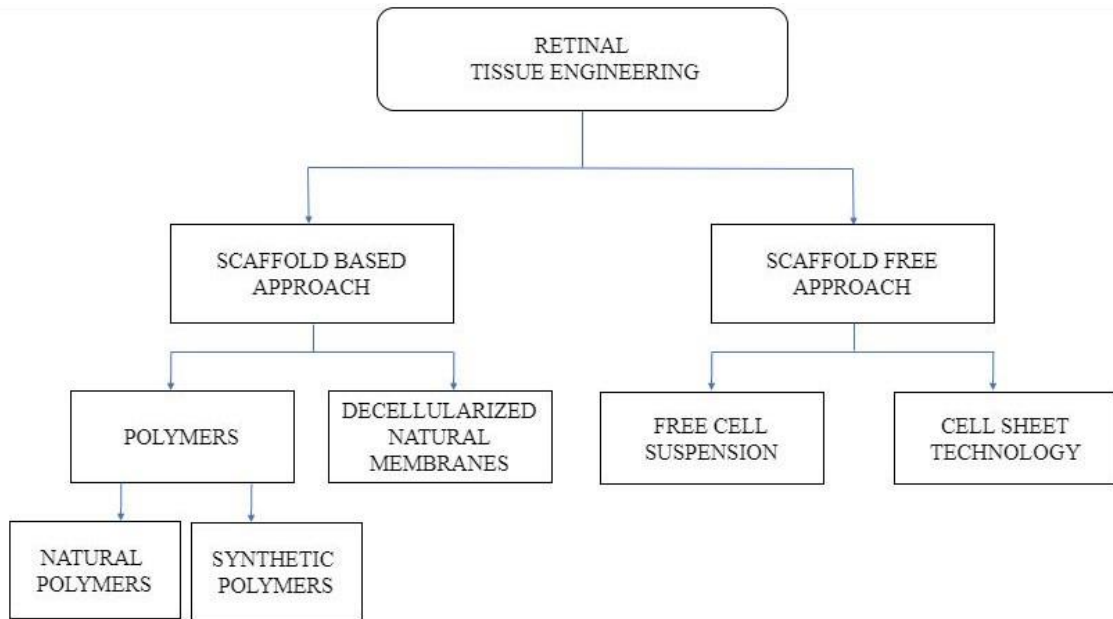 RETINAL
TISSUE ENGINEERING
SCAFFOLD BASED
APPROACH
SCAFFOLD FREE
APPROACH
POLYMERS
DECELLULARIZED
NATURAL
MEMBRANES
FREE CELL
SUSPENSION
CELL SHEET
TECHNOLOGY
NATURAL
POLYMERS
SYNTHETIC
POLYMERS